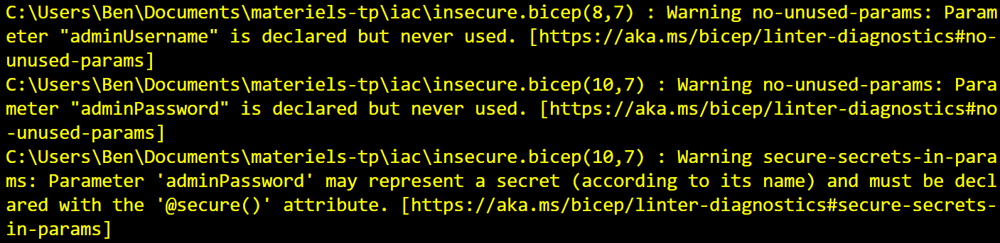 C:\Users\Ben\Documents\materiels-tp\iac\insecure.bicep(8,7) : Warning no-unused-params: Param
eter "adminUsername" is declared but never used. [https://aka.ms/bicep/linter-diagnostics#no-
unused-params]
C:\Users\Ben\Documents\materiels-tp\iac\insecure.bicep(10,7) : Warning no-unused-params: Para
meter "adminPassword" is declared but never used. [https://aka.ms/bicep/linter-diagnostics#no
-unused-params]
C:\Users\Ben\Documents\materiels-tp\iac\insecure.bicep(10,7) : Warning secure-secrets-in-para
ms: Parameter 'adminPassword' may represent a secret (according to its name) and must be decl
ared with the '@secure()' attribute. [https://aka.ms/bicep/linter-diagnostics#secure-secrets-
in-params]